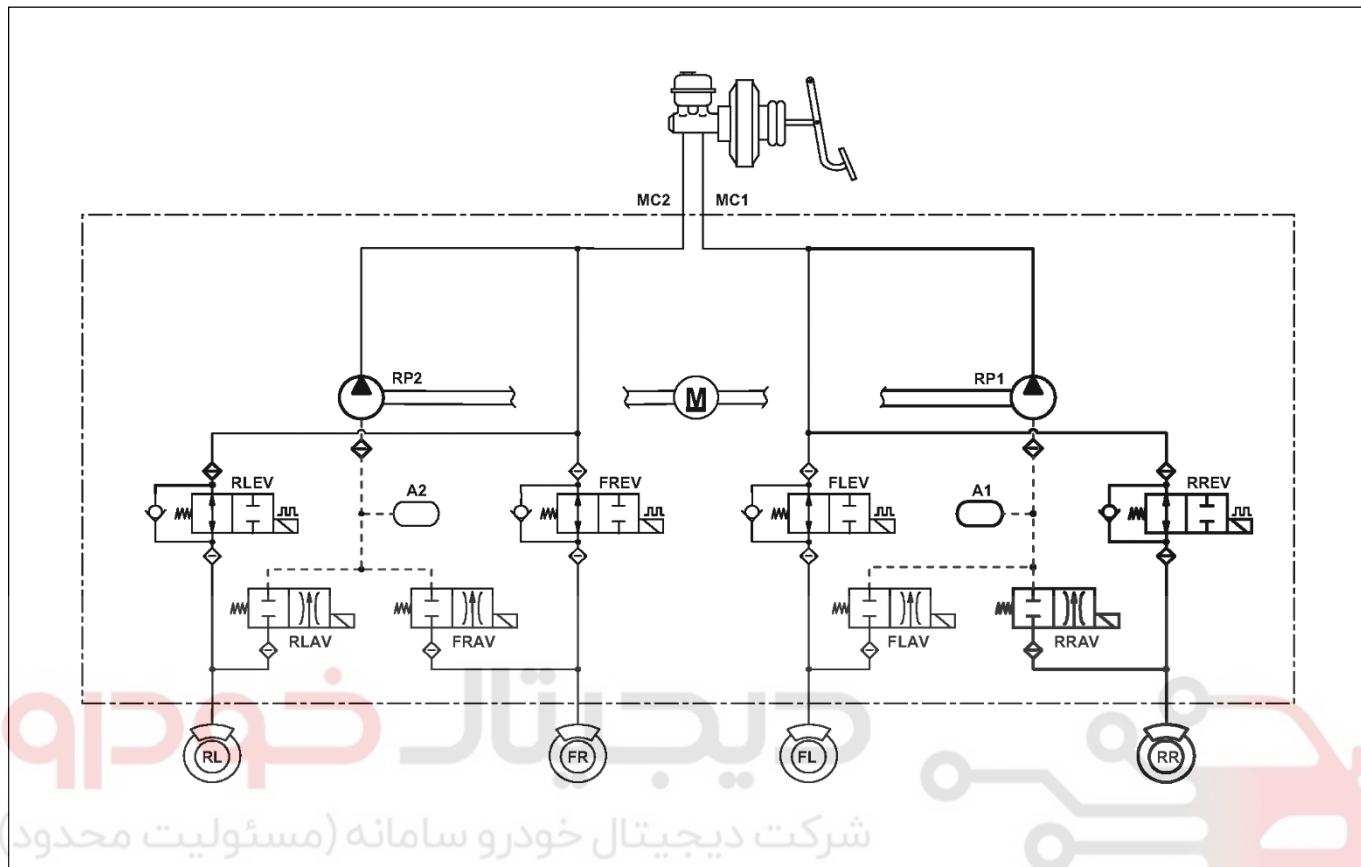 MC2 MC1
RP2 M RP1
RLEV A2 FREV FLEV A1 RREV
RLAV FRAV FLAV RRAV
دیجیتال خودرو
RL FR FL RR
شرکت دیجیتال خودرو سامانه (مسئولیت محدود)